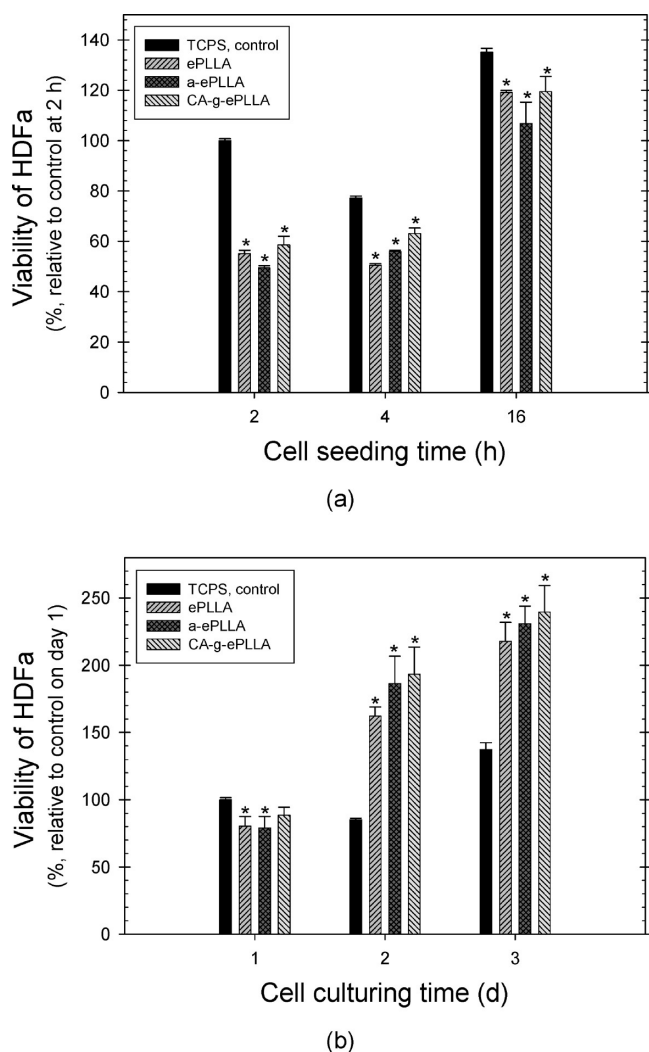 TCPS, control
ePLLA
a-ePLLA
CA-g-ePLLA
Viability of HDFa
(%, relative to control at 2 h)
140
120
100
80
60
40
20
0
* * *
* * *
* * *
2 4 16
Cell seeding time (h)
(a)
TCPS, control
ePLLA
a-ePLLA
CA-g-ePLLA
Viability of HDFa
(%, relative to control on day 1)
250
200
150
100
50
0
* *
* * *
* * *
1 2 3
Cell culturing time (d)
(b)